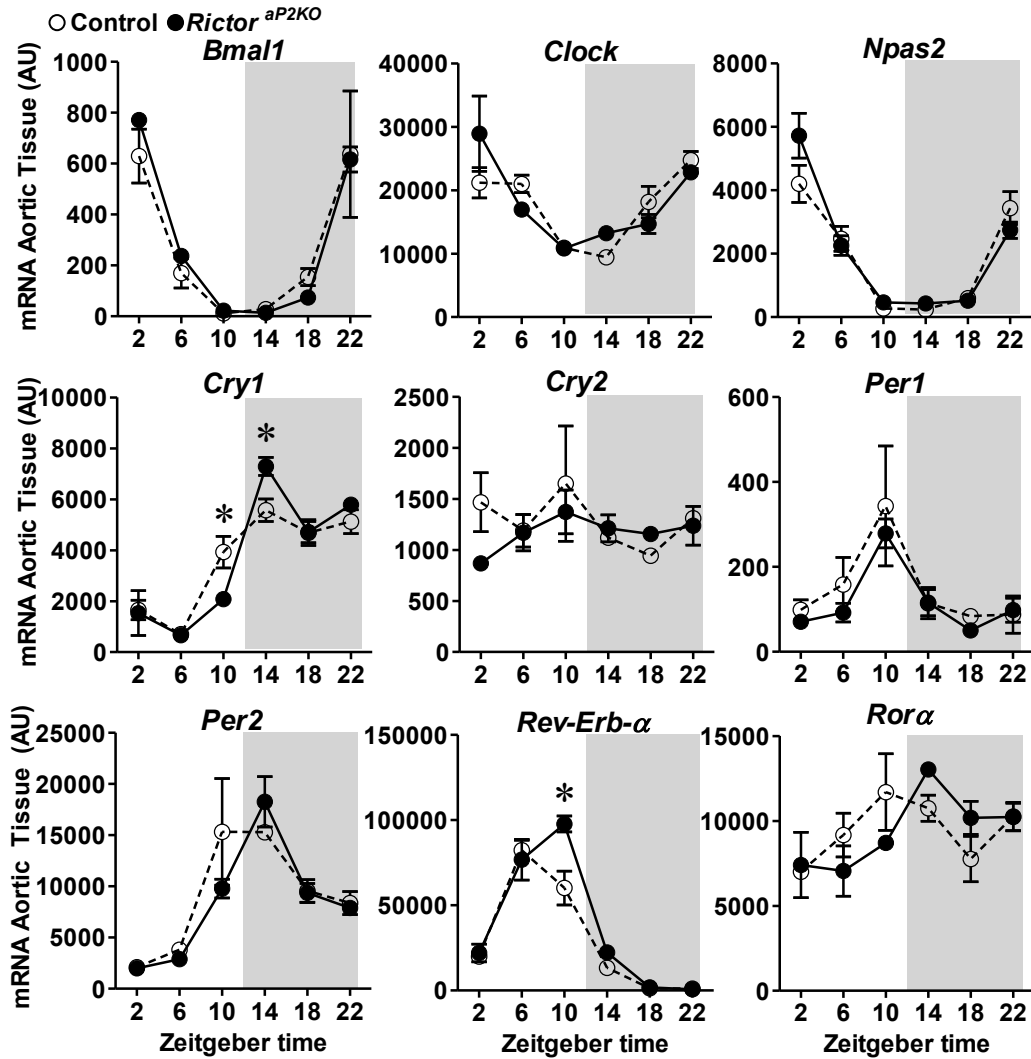 ○ Control ● Rictor aP2KO
Bmal1
Clock
Npas2
mRNA Aortic Tissue (AU)
1000
800
600
400
200
0
2 6 10 14 18 22
40000
30000
20000
10000
0
2 6 10 14 18 22
8000
6000
4000
2000
0
2 6 10 14 18 22
Cry1
Cry2
Per1
mRNA Aortic Tissue (AU)
10000
8000
6000
4000
2000
0
* *
2 6 10 14 18 22
2500
2000
1500
1000
500
0
2 6 10 14 18 22
600
400
200
0
2 6 10 14 18 22
Per2
Rev-Erb-α
Rorα
mRNA Aortic Tissue (AU)
25000
20000
15000
10000
5000
0
2 6 10 14 18 22
Zeitgeber time
150000
100000
50000
0
*
2 6 10 14 18 22
Zeitgeber time
15000
10000
5000
0
2 6 10 14 18 22
Zeitgeber time